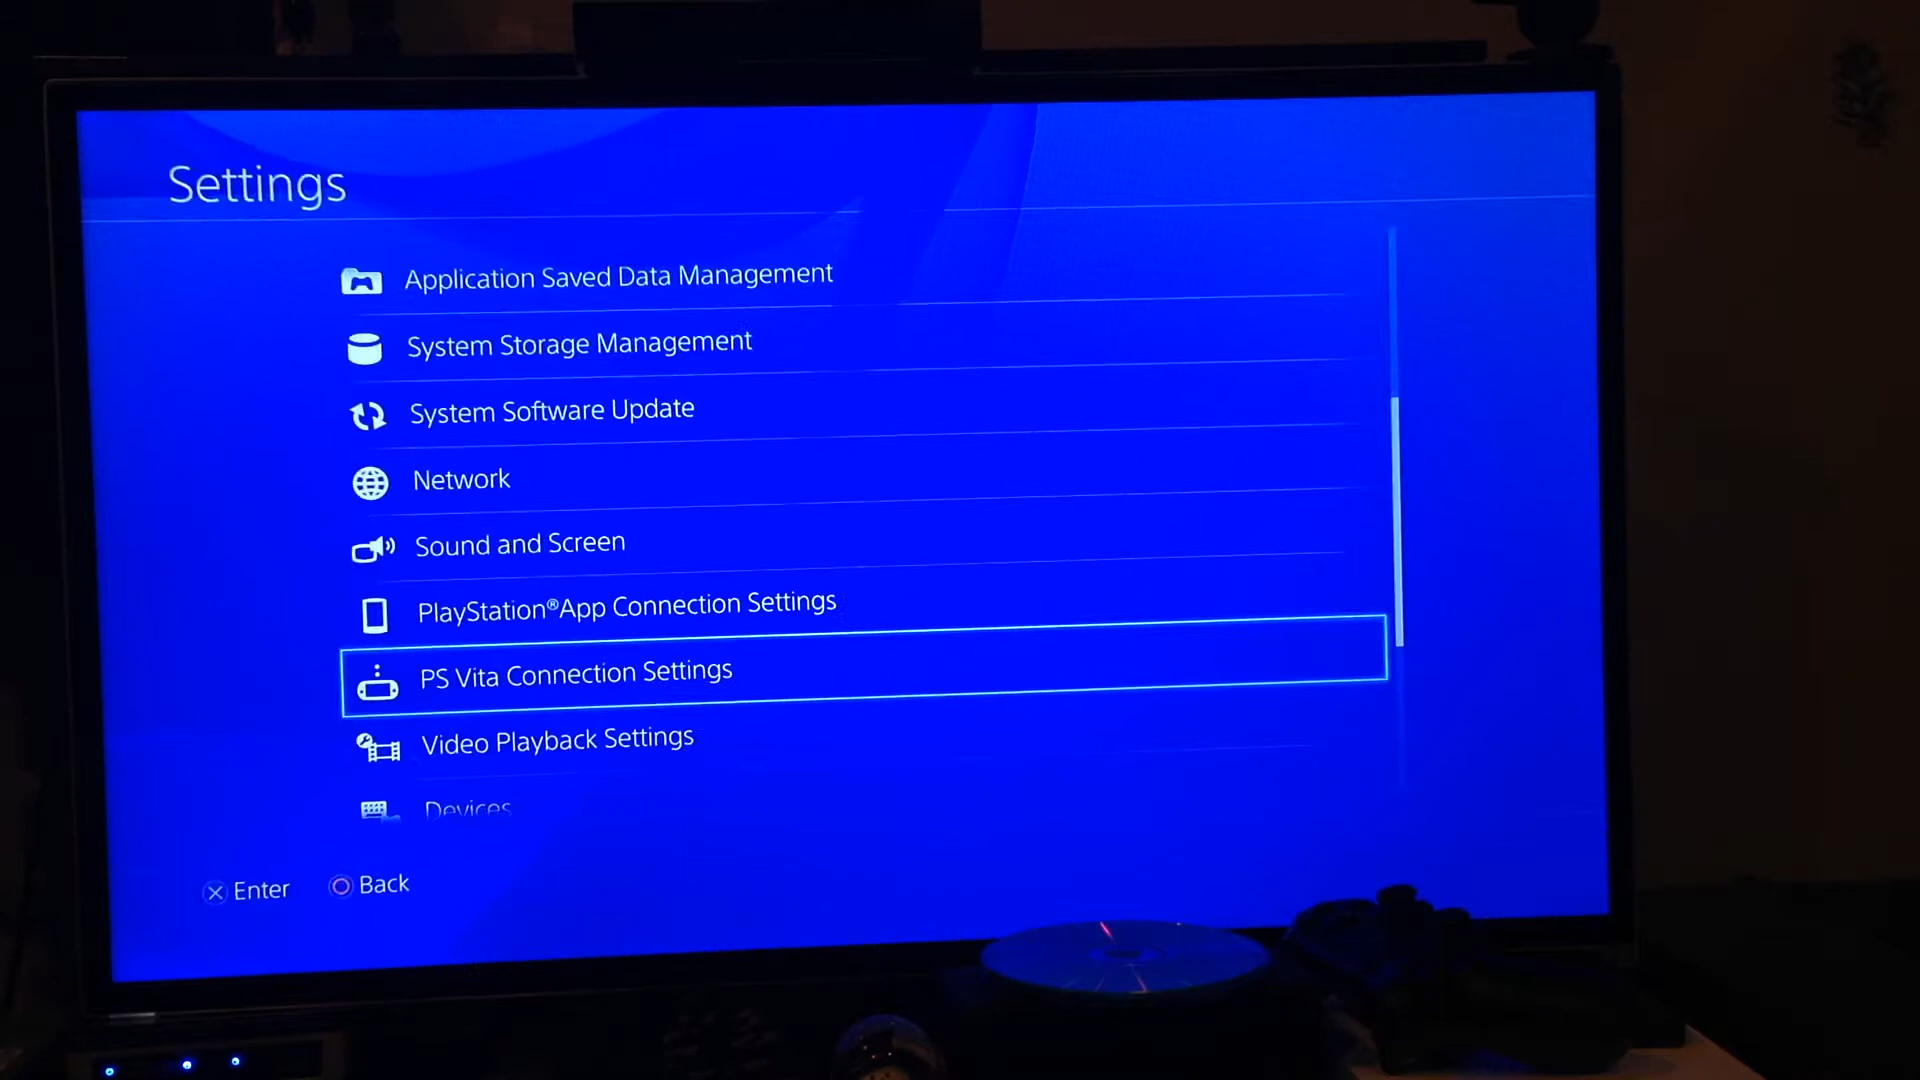 Settings
Application Saved Data Management
System Storage Management
System Software Update
Network
Sound and Screen
PlayStation®App Connection Settings
PS Vita Connection Settings
Video Playback Settings
Devices
Enter Back